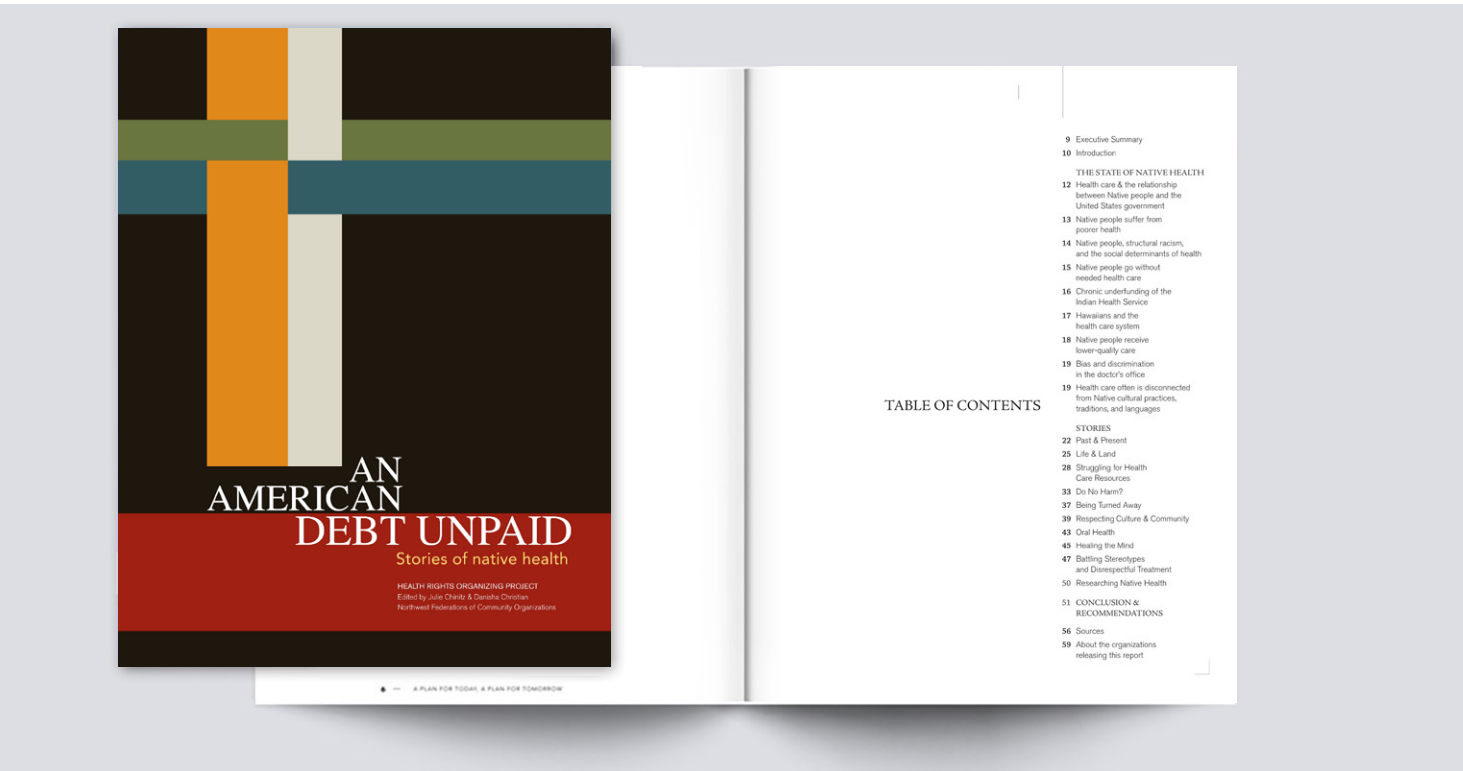 AN
AMERICAN
DEBT UNPAID
Stories of native health
HEALTH RIGHTS ORGANIZING PROJECT
Edited by Julie Chinitz & Danisha Christian
Northwest Federations of Community Organizations
A PLAN FOR TODAY, A PLAN FOR TOMORROW
TABLE OF CONTENTS
9 Executive Summary
10 Introduction
THE STATE OF NATIVE HEALTH
12 Health care & the relationship
between Native people and the
United States government
13 Native people suffer from
poorer health
14 Native people, structural racism,
and the social determinants of health
15 Native people go without
needed health care
16 Chronic underfunding of the
Indian Health Service
17 Hawaiians and the
health care system
18 Native people receive
lower-quality care
19 Bias and discrimination
in the doctor's office
19 Health care often is disconnected
from Native cultural practices,
traditions, and languages
STORIES
22 Past & Present
25 Life & Land
28 Struggling for Health
Care Resources
33 Do No Harm?
37 Being Turned Away
39 Respecting Culture & Community
43 Oral Health
45 Healing the Mind
47 Battling Stereotypes
and Disrespectful Treatment
50 Researching Native Health
51 CONCLUSION &
RECOMMENDATIONS
56 Sources
59 About the organizations
releasing this report